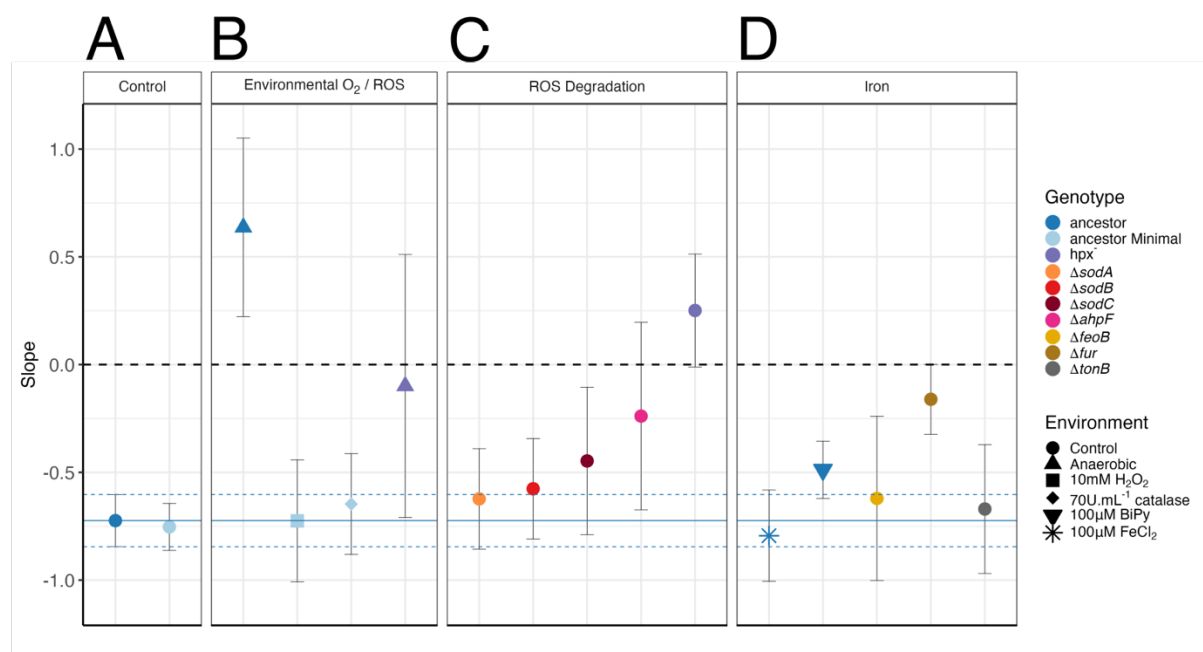 A B C D
Control
Environmental O₂ / ROS
ROS Degradation
Iron
Slope
1.0
0.5
0.0
-0.5
-1.0
Genotype
ancestor
ancestor Minimal
hpx⁻
ΔsodA
ΔsodB
ΔsodC
ΔahpF
ΔfeoB
Δfur
ΔtonB
Environment
Control
Anaerobic
10mM H₂O₂
70U.mL⁻¹ catalase
100μM BiPy
100μM FeCl₂